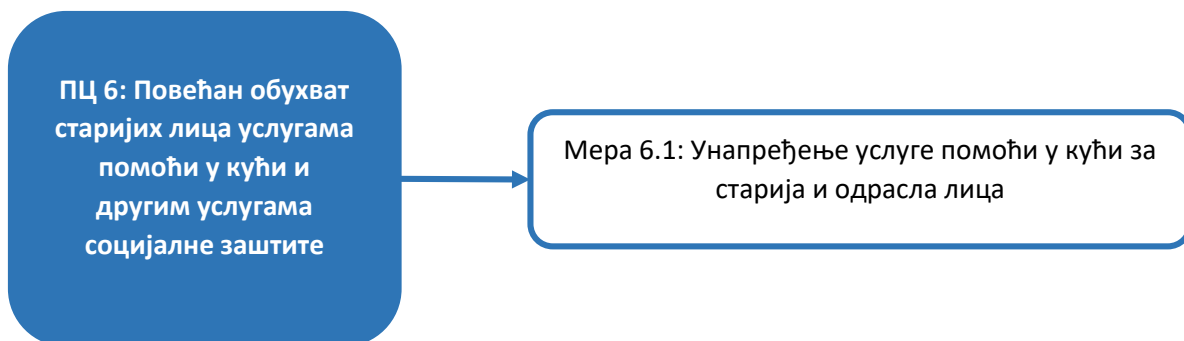 ПЦ 6: Повећан обухват
старијих лица услугама
помоћи у кући и
другим услугама
социјалне заштите
Мера 6.1: Унапређење услуге помоћи у кући за
старија и одрасла лица